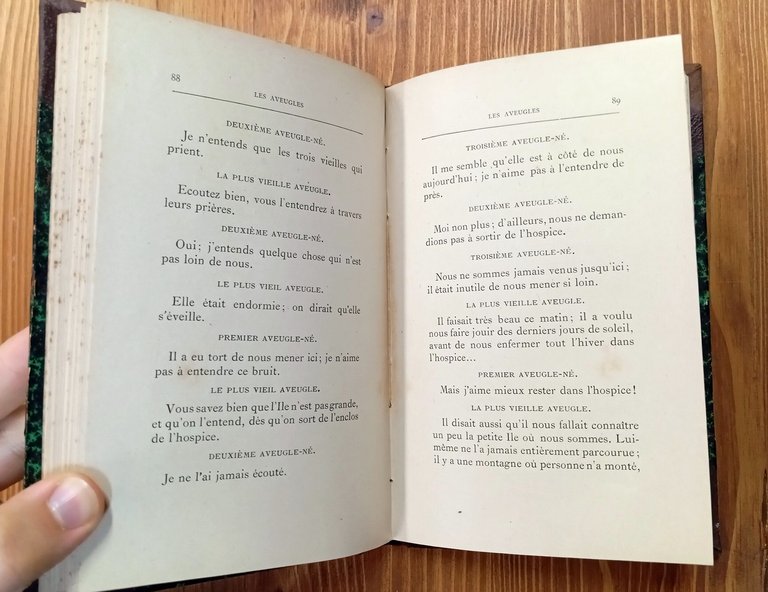 88
LES AVEUGLES
DEUXIÈME AVEUGLE-NÉ.
Je n'entends que les trois vieilles qui
prient.
LA PLUS VIEILLE AVEUGLE.
Ecoutez bien, vous l'entendrez à travers
leurs prières.
DEUXIÈME AVEUGLE-NÉ.
Oui; j'entends quelque chose qui n'est
pas loin de nous.
LE PLUS VIEIL AVEUGLE.
Elle était endormie; on dirait qu'elle
s'éveille.
PREMIER AVEUGLE-NÉ.
Il a eu tort de nous mener ici; je n'aime
pas à entendre ce bruit.
LE PLUS VIEIL AVEUGLE.
Vous savez bien que l'Ile n'est pas grande,
et qu'on l'entend, dès qu'on sort de l'enclos
de l'hospice.
DEUXIÈME AVEUGLE-NÉ.
Je ne l'ai jamais écouté.
LES AVEUGLES
89
TROISIÈME AVEUGLE-NÉ.
Il me semble qu'elle est à côté de nous
aujourd'hui; je n'aime pas à l'entendre de
près.
DEUXIÈME AVEUGLE-NÉ.
Moi non plus; d'ailleurs, nous ne deman-
dions pas à sortir de l'hospice.
TROISIÈME AVEUGLE-NÉ.
Nous ne sommes jamais venus jusqu'ici;
il était inutile de nous mener si loin.
LA PLUS VIEILLE AVEUGLE.
Il faisait très beau ce matin; il a voulu
nous faire jouir des derniers jours de soleil,
avant de nous enfermer tout l'hiver dans
l'hospice...
PREMIER AVEUGLE-NÉ.
Mais j'aime mieux rester dans l'hospice!
LA PLUS VIEILLE AVEUGLE.
Il disait aussi qu'il nous fallait connaître
un peu la petite Ile où nous sommes. Lui-
même ne l'a jamais entièrement parcourue;
il y a une montagne où personne n'a monté,